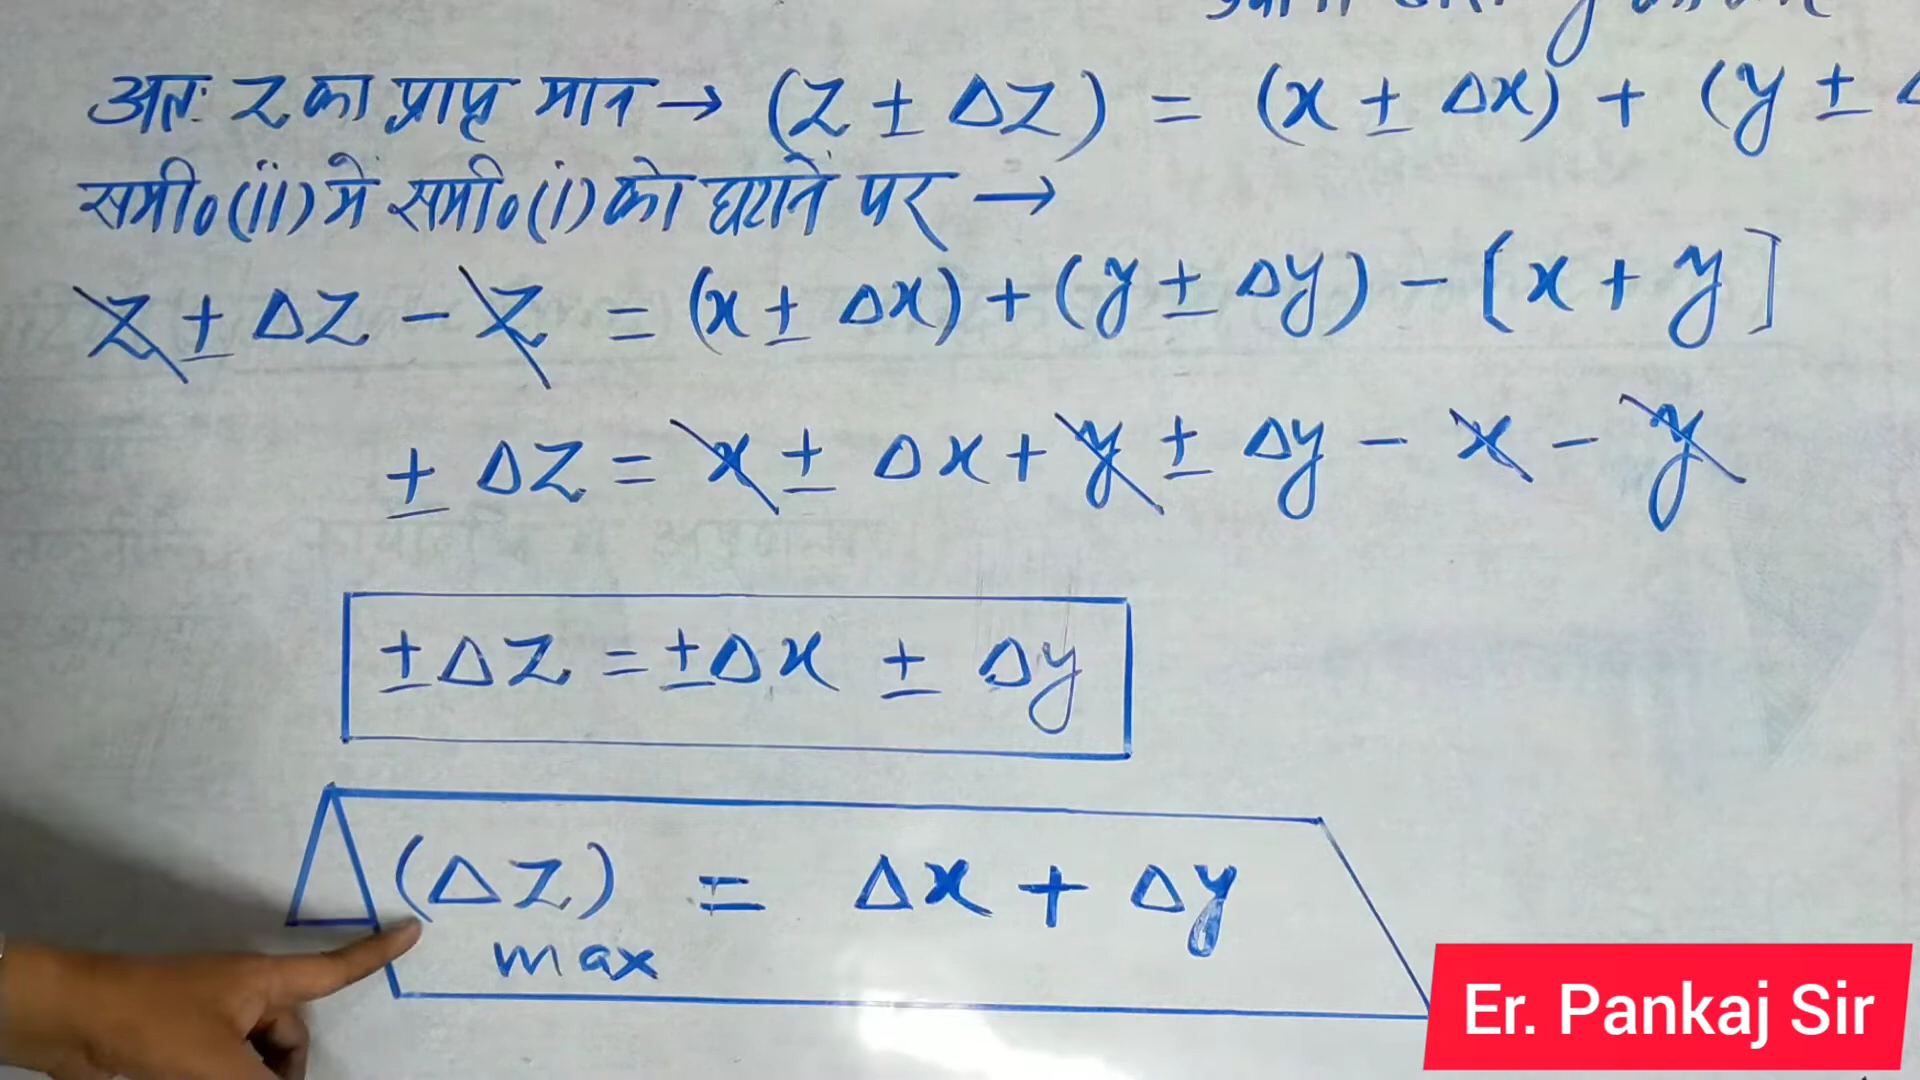 अतः Z का प्राप्त मान → (Z ± ΔZ) = (x ± Δx) + (y ±
समी०(ii) मे समी०(i) को घटाने पर →
Z ± ΔZ - Z = (x ± Δx) + (y ± Δy) - [x + y]
± ΔZ = x ± Δx + y ± Δy - x - y
± ΔZ = ± Δx ± Δy
(ΔZ) = Δx + Δy
max
Er. Pankaj Sir